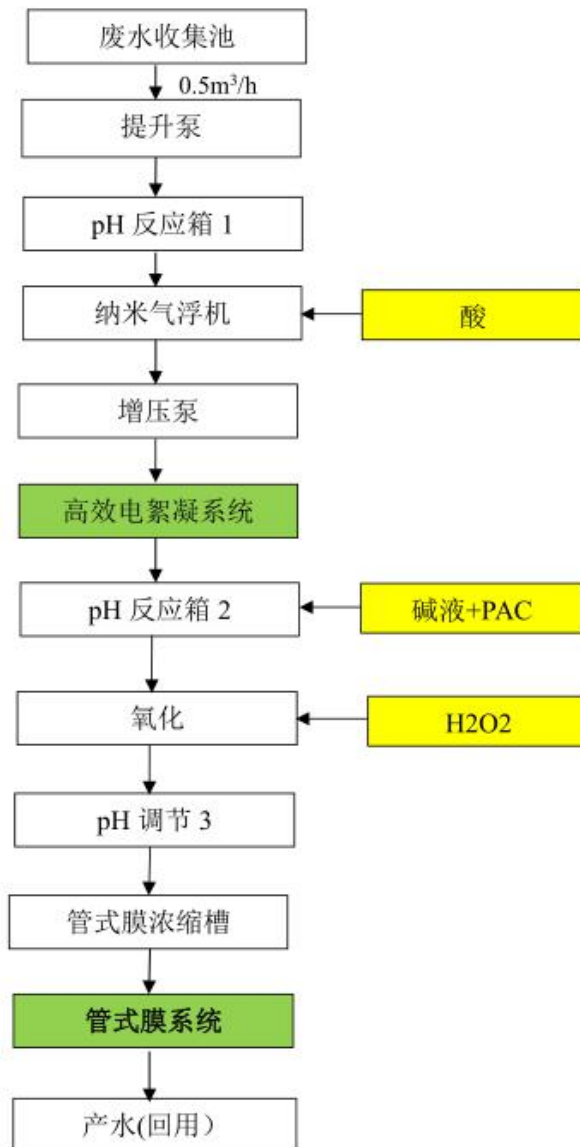 废水收集池
0.5m³/h
提升泵
pH 反应箱 1
纳米气浮机
酸
增压泵
高效电絮凝系统
pH 反应箱 2
碱液+PAC
氧化
H2O2
pH 调节 3
管式膜浓缩槽
管式膜系统
产水(回用）